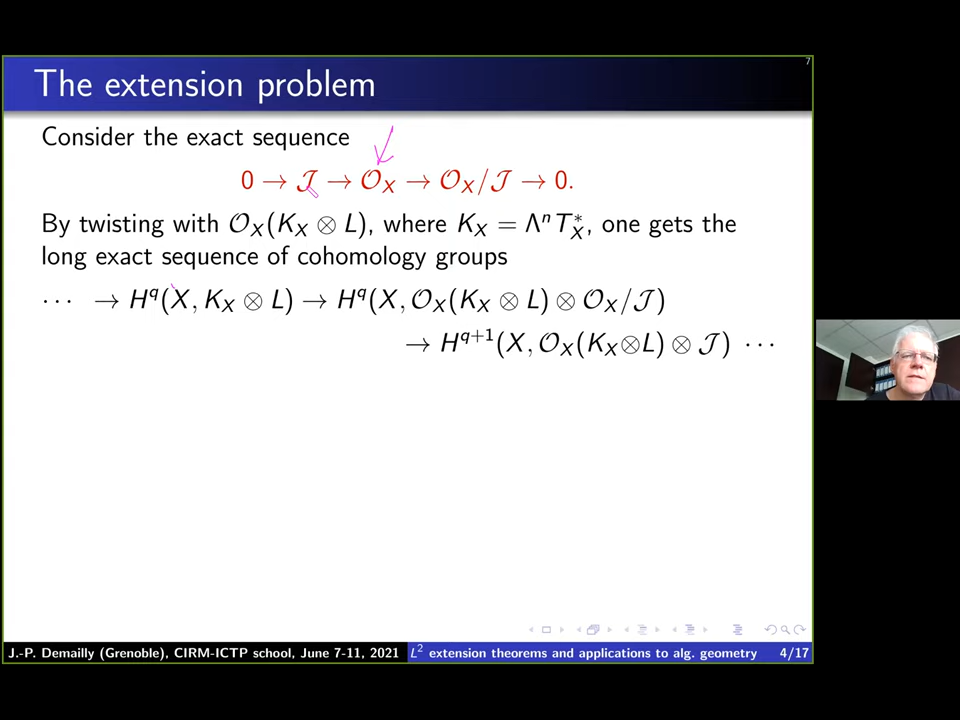 7
The extension problem
Consider the exact sequence
0 → 𝒥 → 𝒪_X → 𝒪_X/𝒥 → 0.
By twisting with 𝒪_X(K_X ⊗ L), where K_X = Λ^n T_X^*, one gets the
long exact sequence of cohomology groups
⋯ → H^q(X, K_X ⊗ L) → H^q(X, 𝒪_X(K_X ⊗ L) ⊗ 𝒪_X/𝒥)
→ H^{q+1}(X, 𝒪_X(K_X⊗L) ⊗ 𝒥) ⋯
J.-P. Demailly (Grenoble), CIRM-ICTP school, June 7-11, 2021 L² extension theorems and applications to alg. geometry 4/17